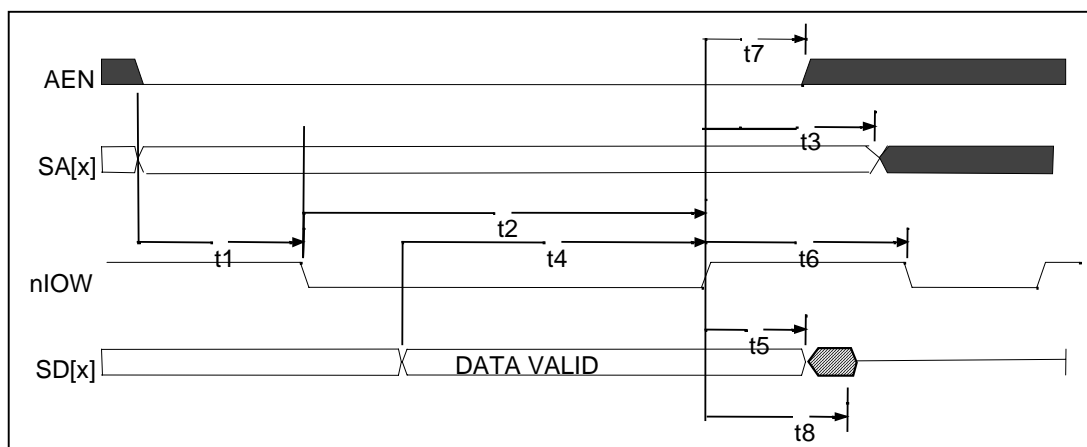 t7
AEN
t3
SA[x]
t2
t1
t4
t6
nIOW
t5
DATA VALID
SD[x]
t8